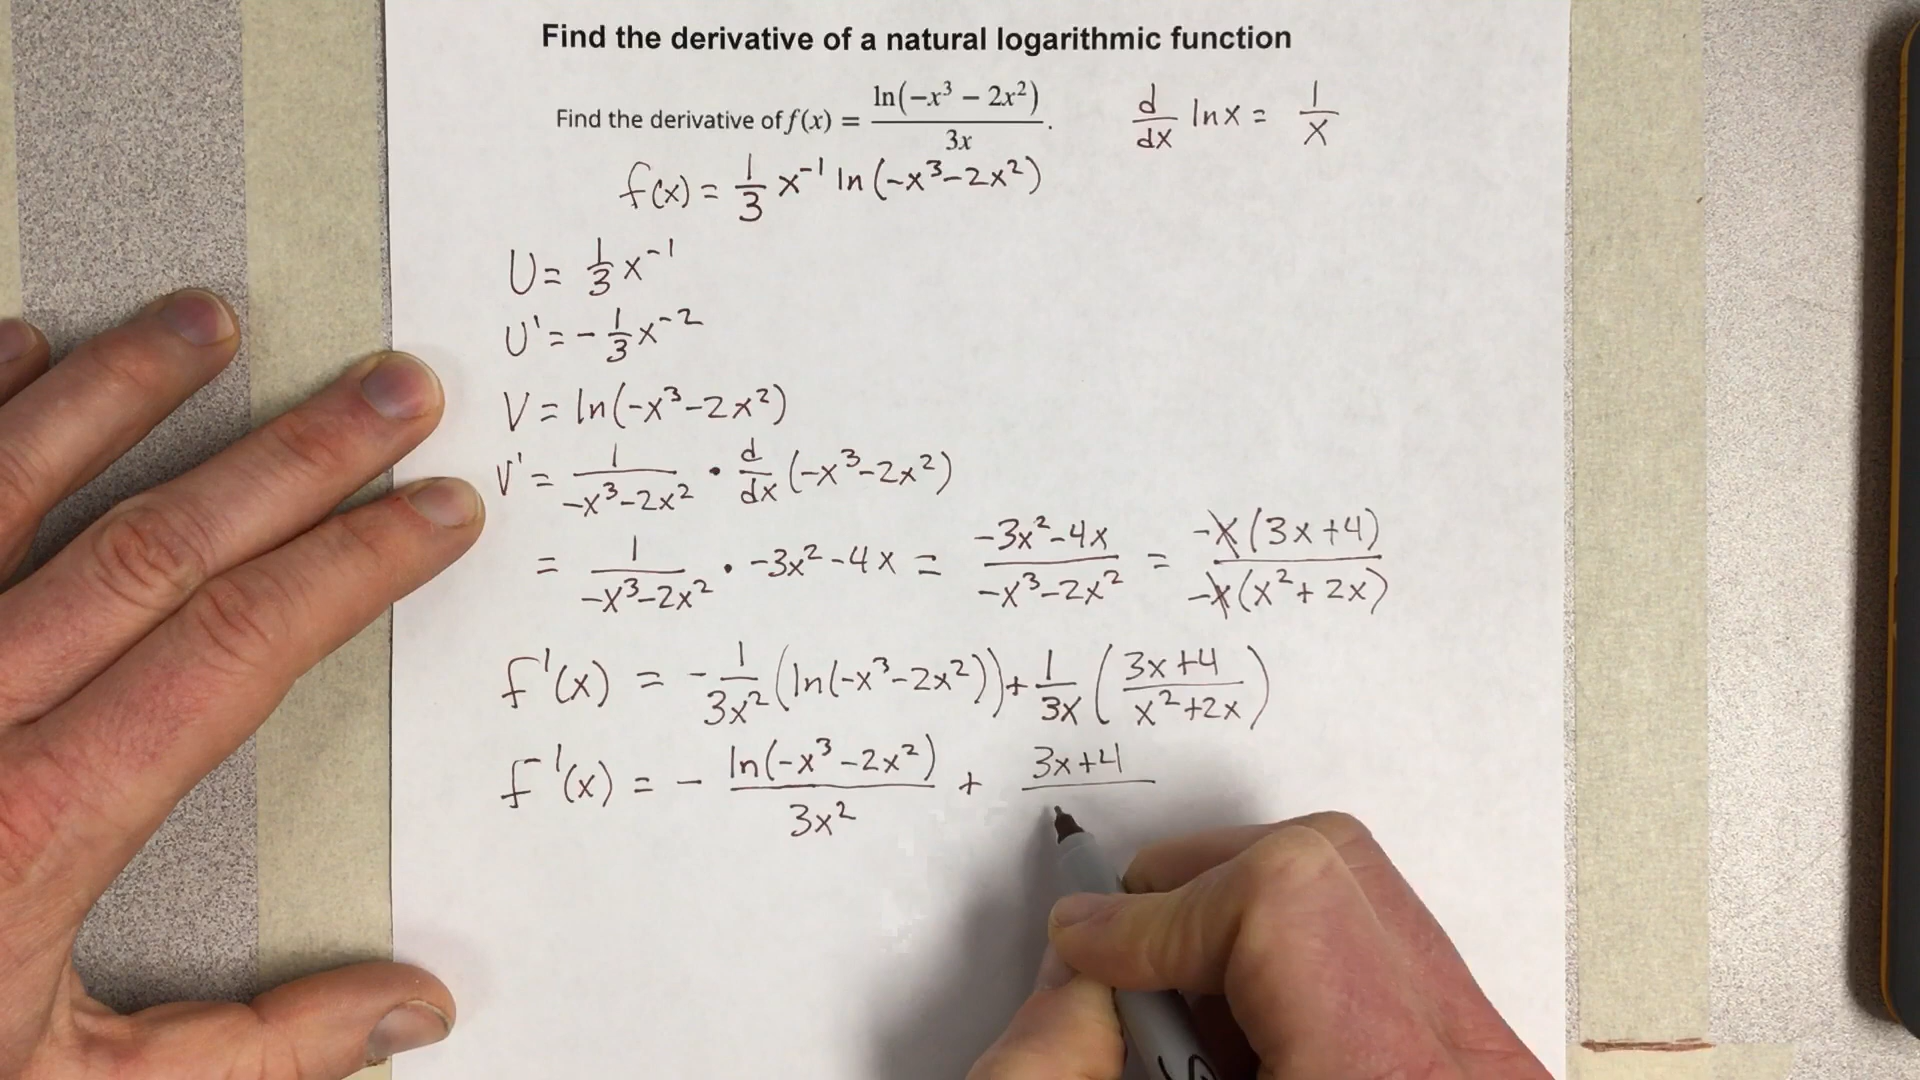 Find the derivative of a natural logarithmic function
Find the derivative of f(x) = ln(−x³ − 2x²) / 3x.
d/dx lnx = 1/x
f(x) = 1/3 x⁻¹ ln(-x³-2x²)
U = 1/3 x⁻¹
U' = -1/3 x⁻²
V = ln(-x³-2x²)
V' = 1/(-x³-2x²) • d/dx (-x³-2x²)
= 1/(-x³-2x²) • -3x²-4x = (-3x²-4x)/(-x³-2x²) = -x(3x+4)/-x(x²+2x)
f'(x) = -1/3x² (ln(-x³-2x²)) + 1/3x ((3x+4)/(x²+2x))
f'(x) = - ln(-x³-2x²)/3x² + 3x+4/